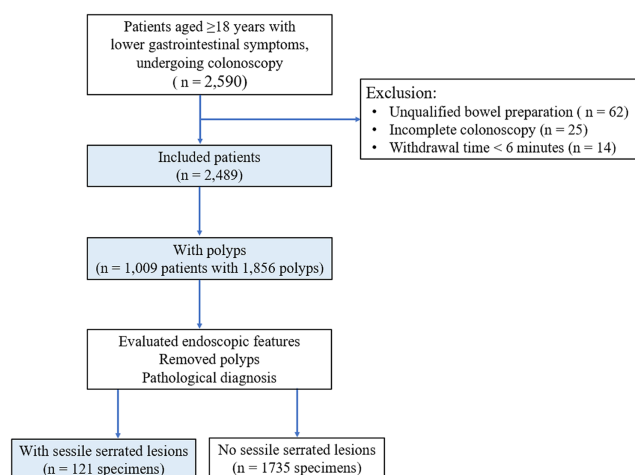 Patients aged ≥18 years with
lower gastrointestinal symptoms,
undergoing colonoscopy
( n = 2,590)
Exclusion:
• Unqualified bowel preparation ( n = 62)
• Incomplete colonoscopy (n = 25)
• Withdrawal time < 6 minutes (n = 14)
Included patients
(n = 2,489)
With polyps
(n = 1,009 patients with 1,856 polyps)
Evaluated endoscopic features
Removed polyps
Pathological diagnosis
With sessile serrated lesions
(n = 121 specimens)
No sessile serrated lesions
(n = 1735 specimens)